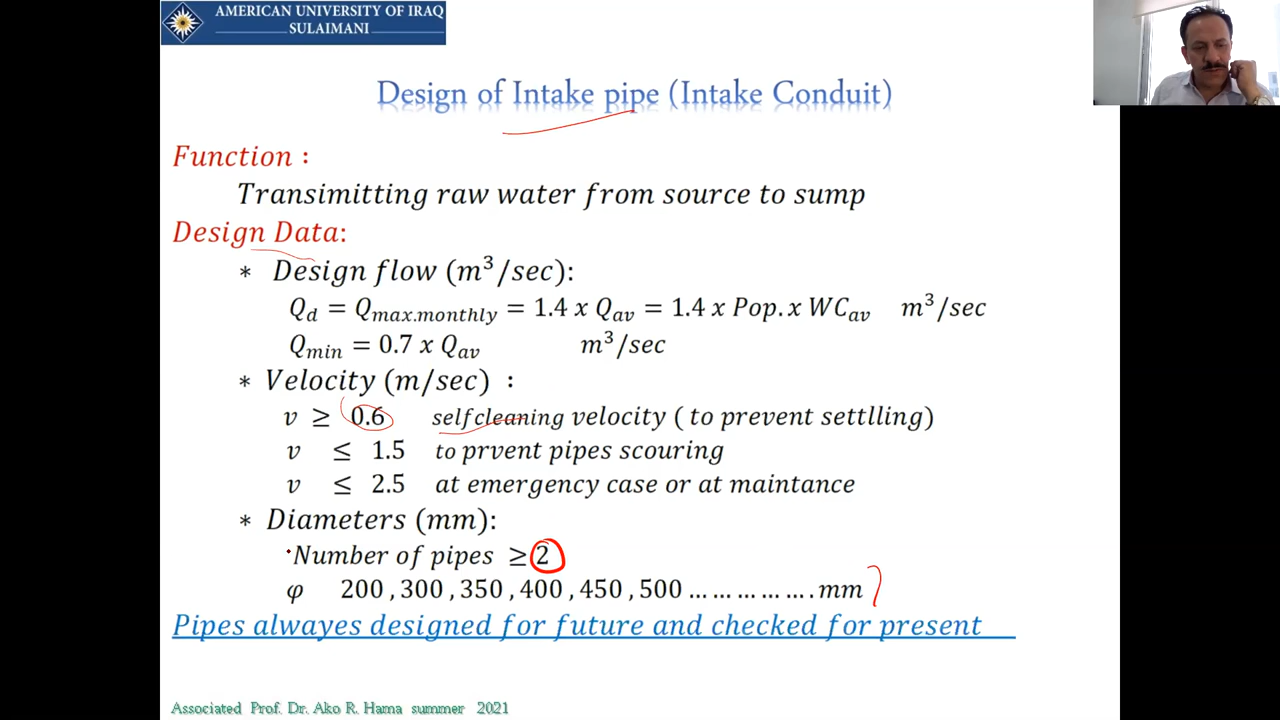 AMERICAN UNIVERSITY OF IRAQ
SULAIMANI
Design of Intake pipe (Intake Conduit)
Function :
Transimitting raw water from source to sump
Design Data:
* Design flow (m³/sec):
Q_d = Q_max.monthly = 1.4 x Q_av = 1.4 x Pop. x WC_av m³/sec
Q_min = 0.7 x Q_av m³/sec
* Velocity (m/sec) :
v ≥ 0.6 selfcleaning velocity ( to prevent settlling)
v ≤ 1.5 to prvent pipes scouring
v ≤ 2.5 at emergency case or at maintance
* Diameters (mm):
Number of pipes ≥ 2
φ 200 , 300 , 350 , 400 , 450 , 500 ... ... ... ... . mm
Pipes alwayes designed for future and checked for present
Associated Prof. Dr. Ako R. Hama summer 2021